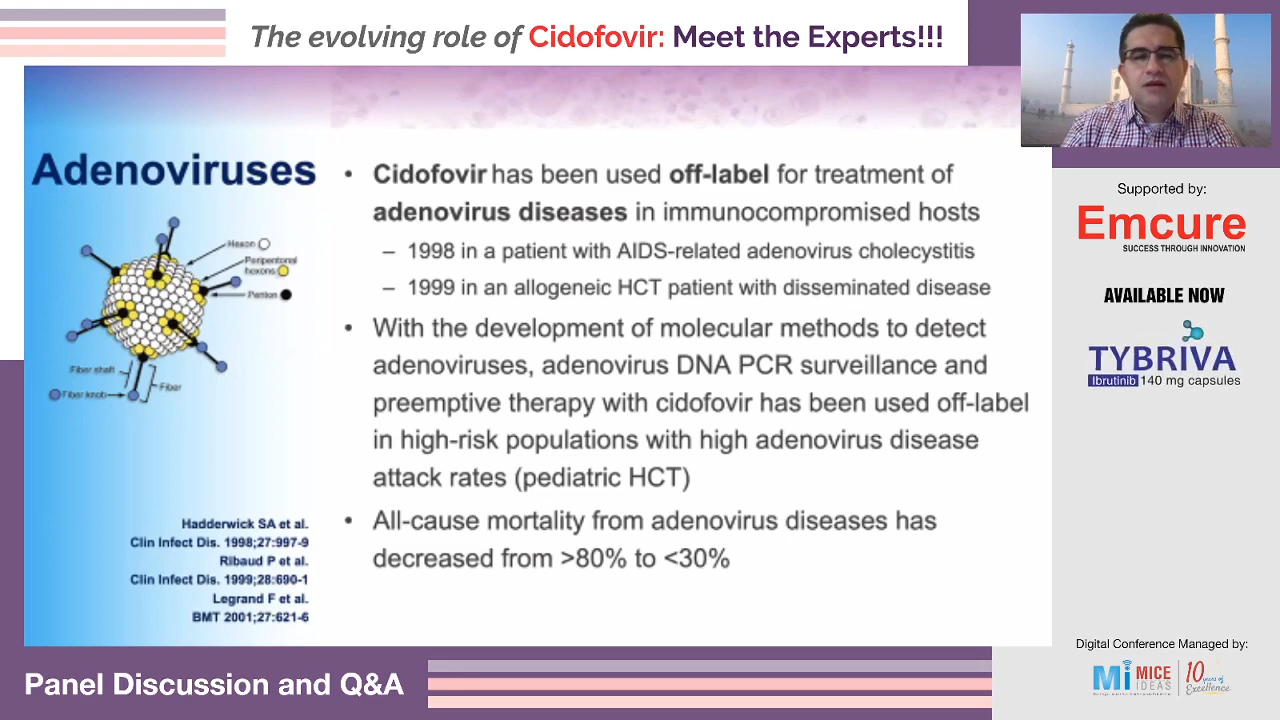 The evolving role of Cidofovir: Meet the Experts!!!
Adenoviruses
Hexon
Peripentonal
hexons
Penton
Fiber shaft
Fiber
Fiber knob
Hadderwick SA et al.
Clin Infect Dis. 1998;27:997-9
Ribaud P et al.
Clin Infect Dis. 1999;28:690-1
Legrand F et al.
BMT 2001;27:621-6
• Cidofovir has been used off-label for treatment of
adenovirus diseases in immunocompromised hosts
– 1998 in a patient with AIDS-related adenovirus cholecystitis
– 1999 in an allogeneic HCT patient with disseminated disease
• With the development of molecular methods to detect
adenoviruses, adenovirus DNA PCR surveillance and
preemptive therapy with cidofovir has been used off-label
in high-risk populations with high adenovirus disease
attack rates (pediatric HCT)
• All-cause mortality from adenovirus diseases has
decreased from >80% to <30%
Supported by:
Emcure
SUCCESS THROUGH INNOVATION
AVAILABLE NOW
TYBRIVA
Ibrutinib 140 mg capsules
Digital Conference Managed by:
Mi MICE
IDEAS
10 years of
Excellence
Panel Discussion and Q&A